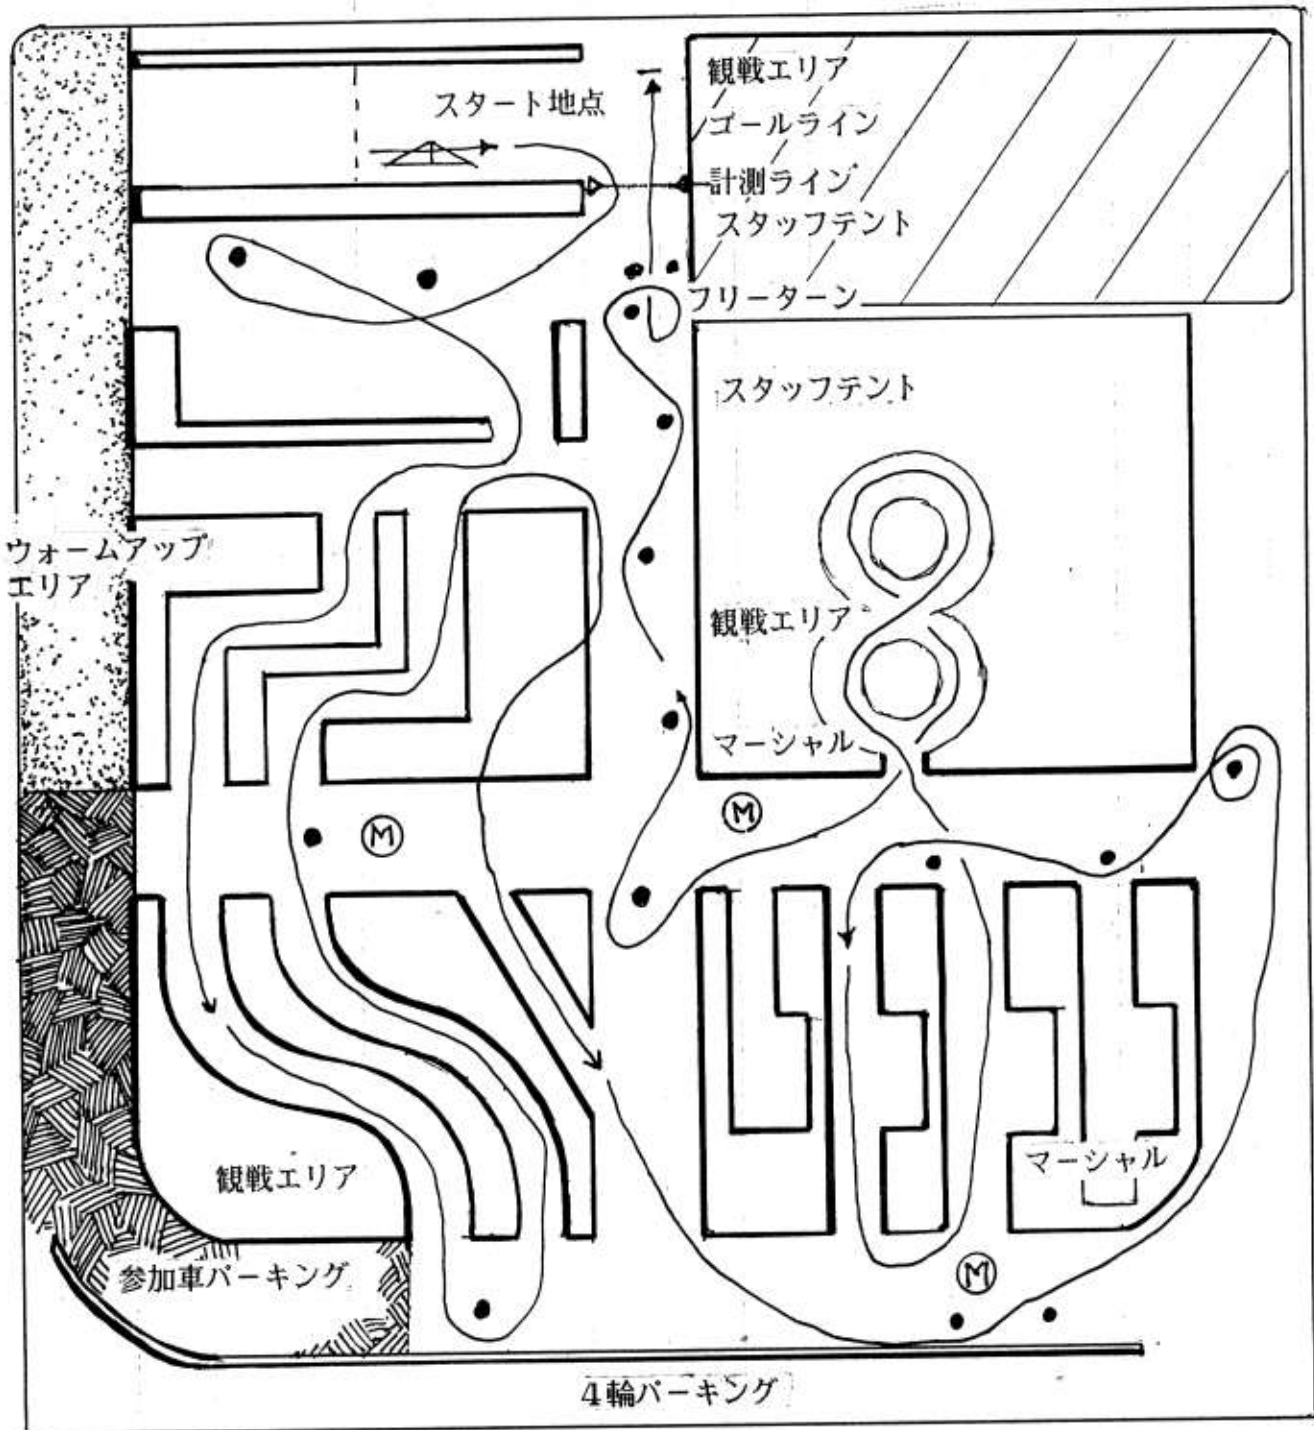 観戦エリア
スタート地点
ゴールライン
計測ライン
スタッフテント
フリーターン
スタッフテント
ウォームアップ
エリア
観戦エリア
マーシャル
M
M
マーシャル
観戦エリア
参加車パーキング
M
4輪パーキング